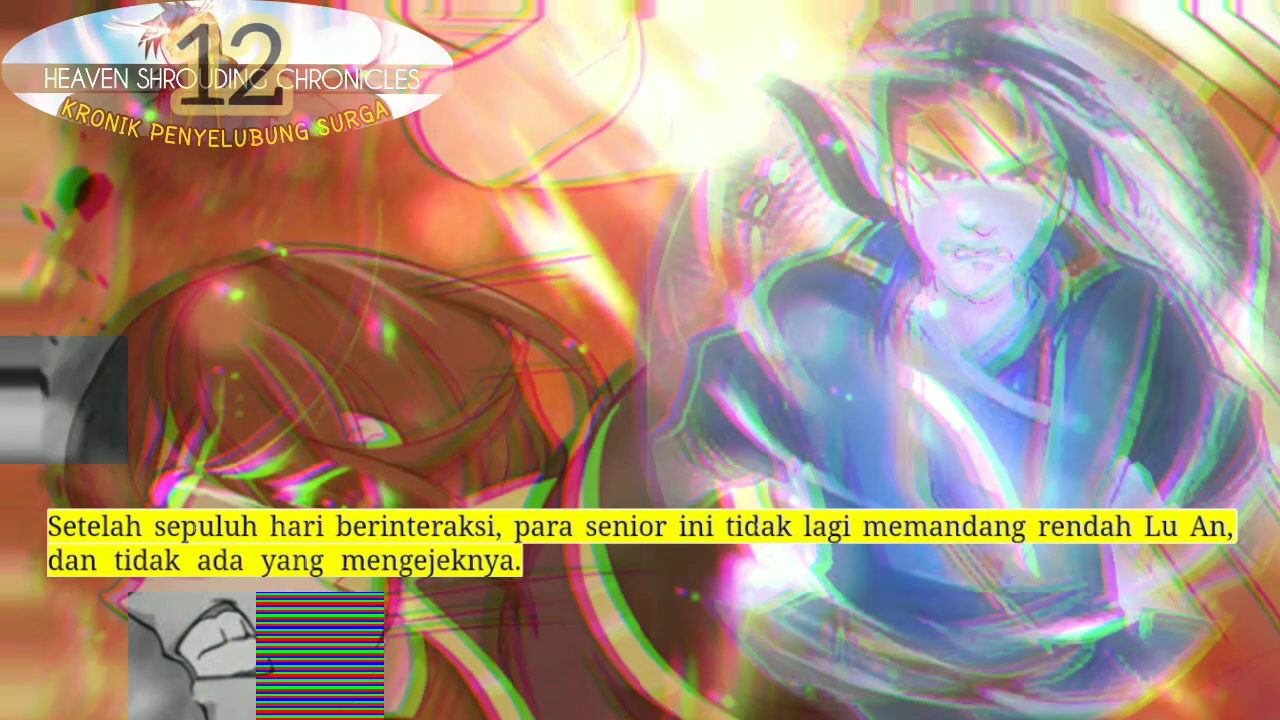 12
HEAVEN SHROUDING CHRONICLES
KRONIK PENYELUBUNG SURGA
Setelah sepuluh hari berinteraksi, para senior ini tidak lagi memandang rendah Lu An,
dan tidak ada yang mengejeknya.